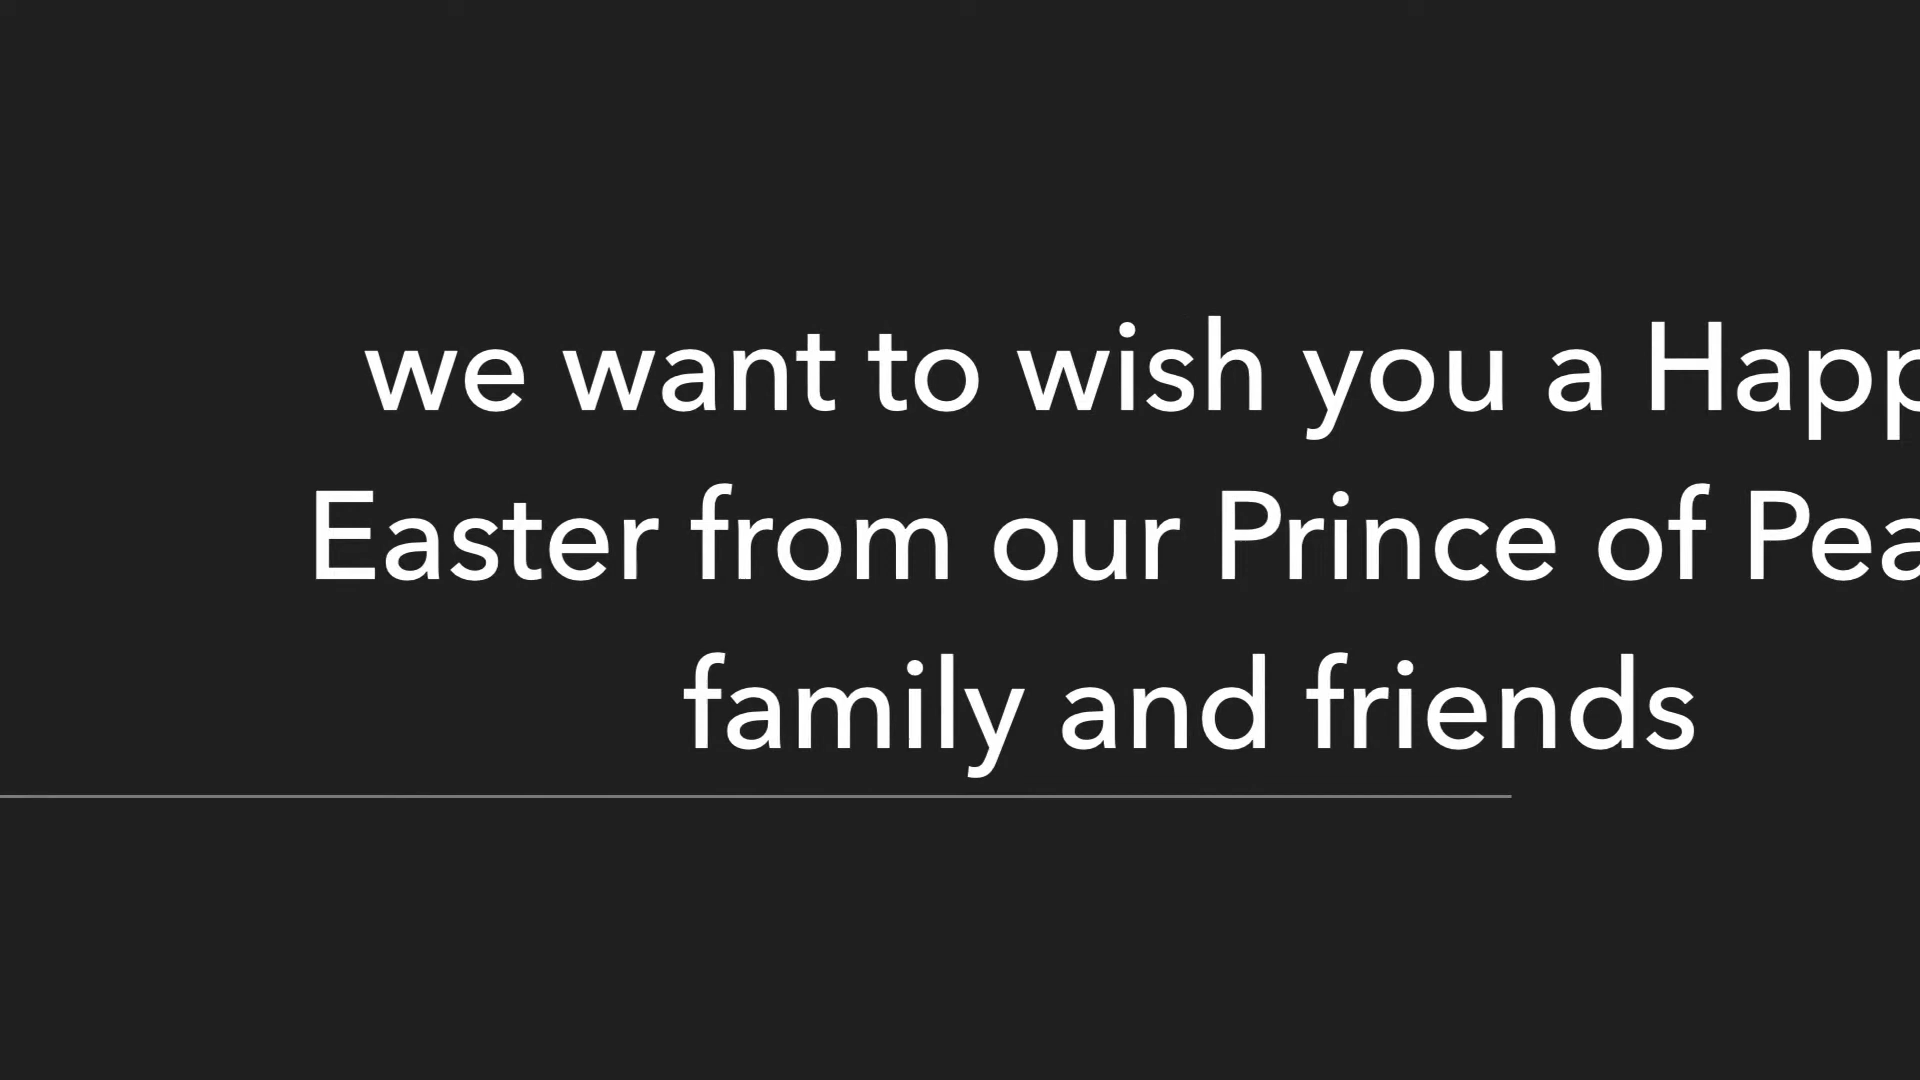 we want to wish you a Happ
Easter from our Prince of Pea
family and friends